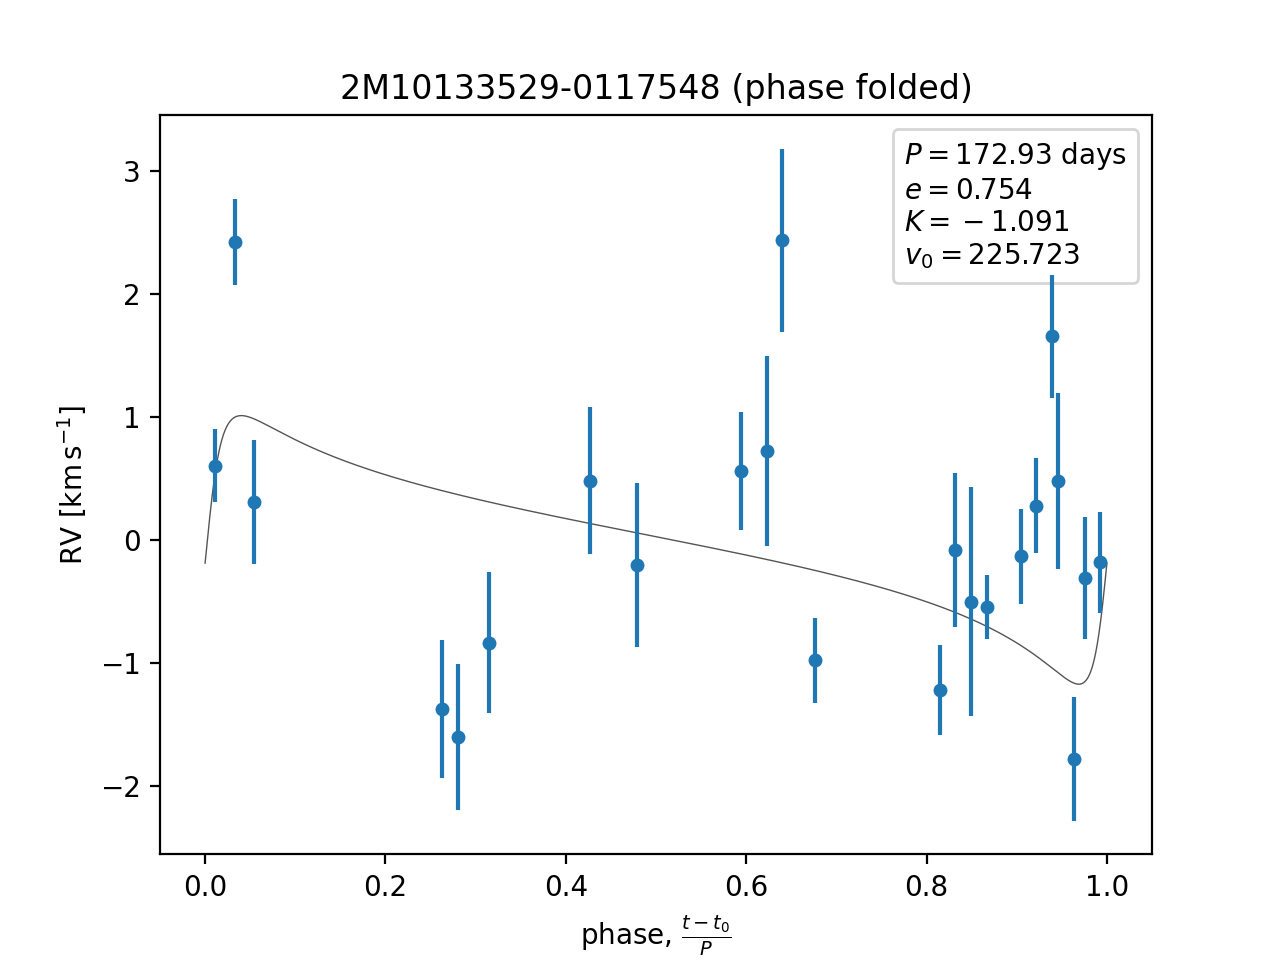 2M10133529-0117548 (phase folded)
P = 172.93 days
e = 0.754
K = − 1.091
v₀ = 225.723
RV [km s⁻¹]
3
2
1
0
−1
−2
0.0 0.2 0.4 0.6 0.8 1.0
phase, (t − t₀)/P